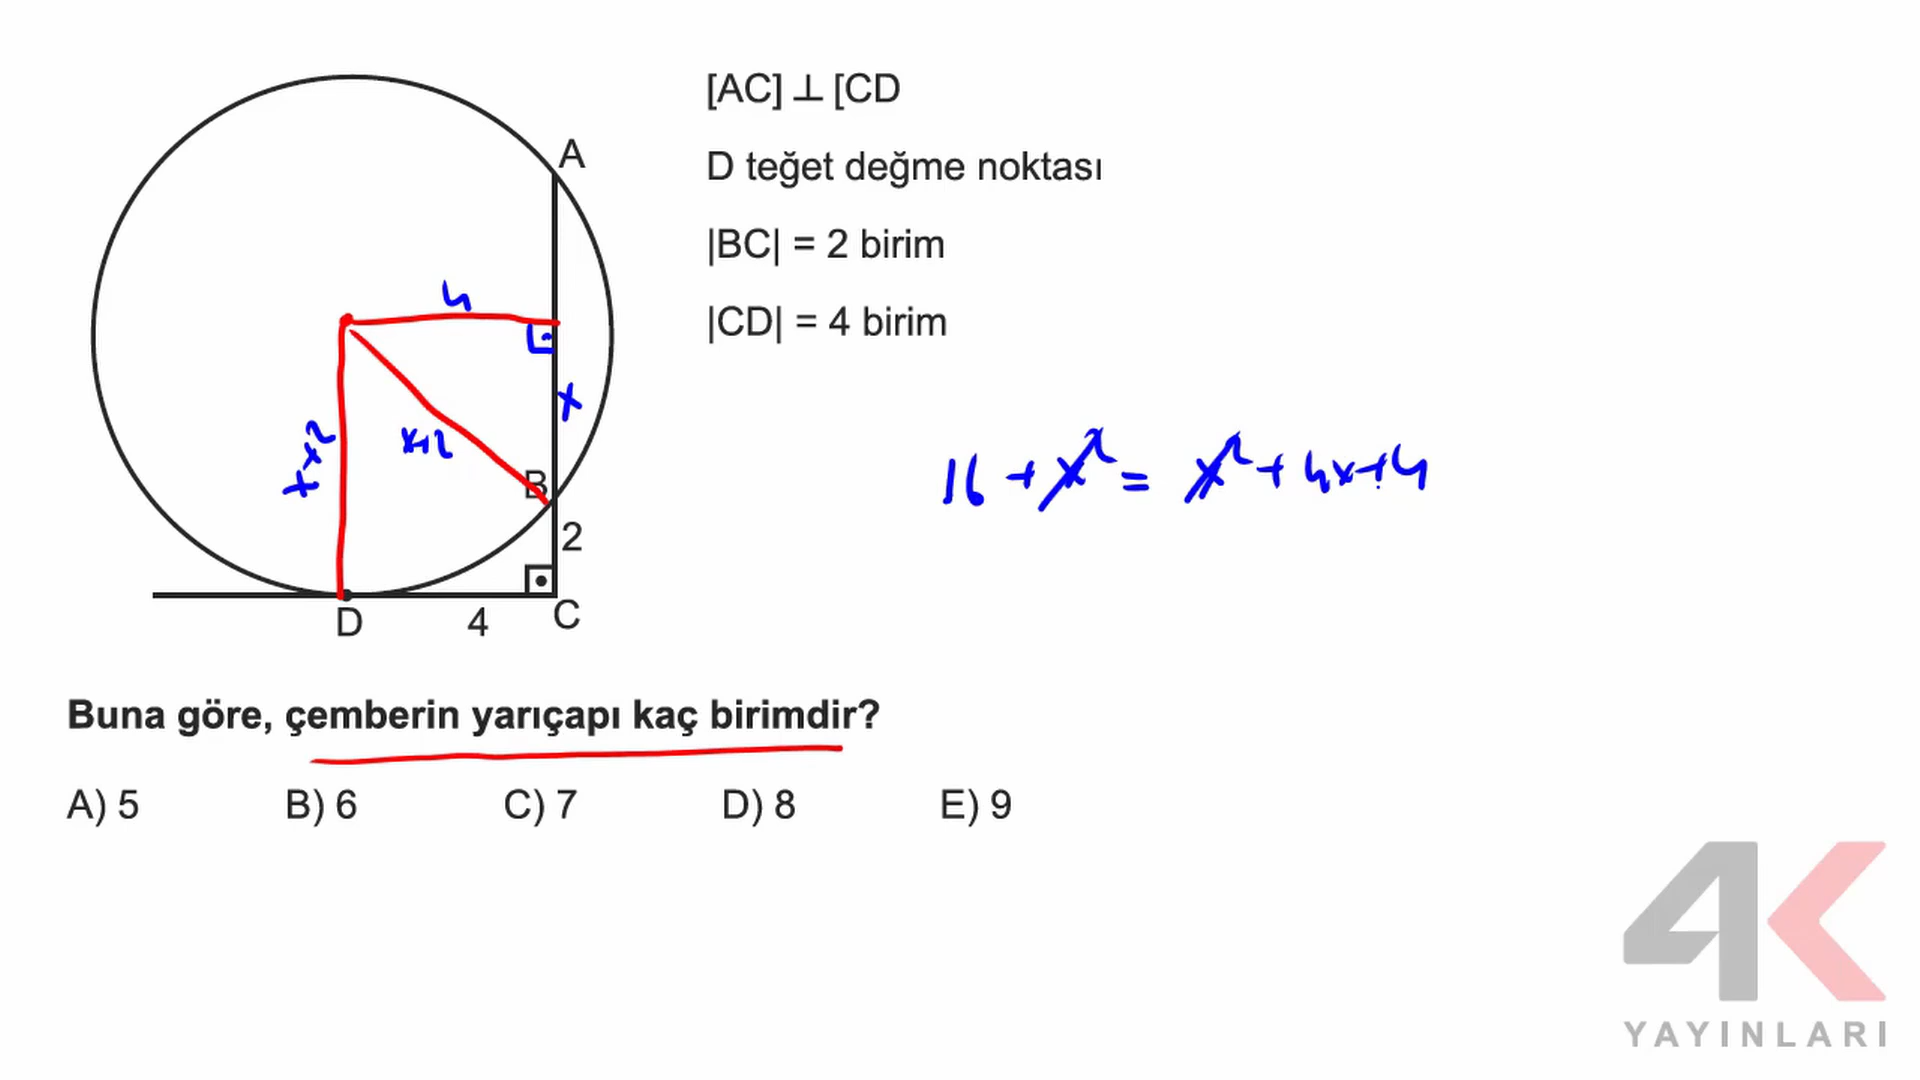 A
[AC] ⊥ [CD
D teğet değme noktası
|BC| = 2 birim
|CD| = 4 birim
4
x
x+2
x+2
B
2
16 + x² = x² + 4x + 4
D
4
C
Buna göre, çemberin yarıçapı kaç birimdir?
A) 5 B) 6 C) 7 D) 8 E) 9
4K
YAYINLARI